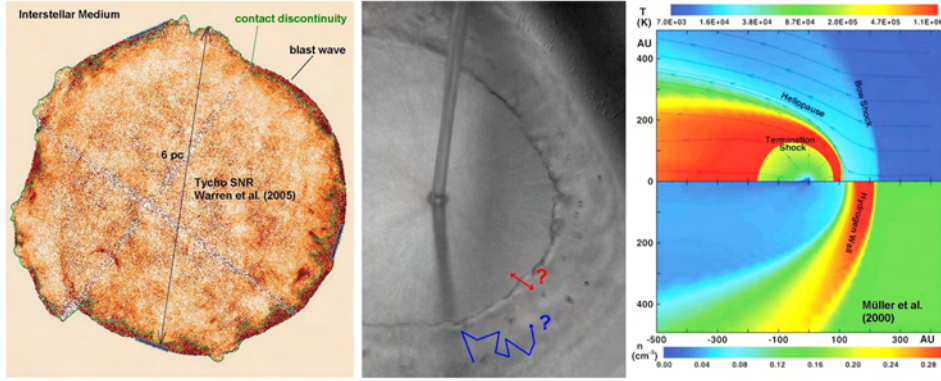 Interstellar Medium
contact discontinuity
blast wave
6 pc
Tycho SNR
Warren et al. (2005)
?
?
T
(K) 7.0E+03 1.6E+04 3.8E+04 8.7E+04 2.0E+05 4.7E+05 1.1E+06
AU
400
200
0
200
400
Heliopause
Bow Shock
Termination
Shock
Hydrogen Wall
Müller et al.
(2000)
-500 -300 -100 100 300 AU
n
(cm⁻³) 0.00 0.04 0.08 0.12 0.16 0.20 0.24 0.28